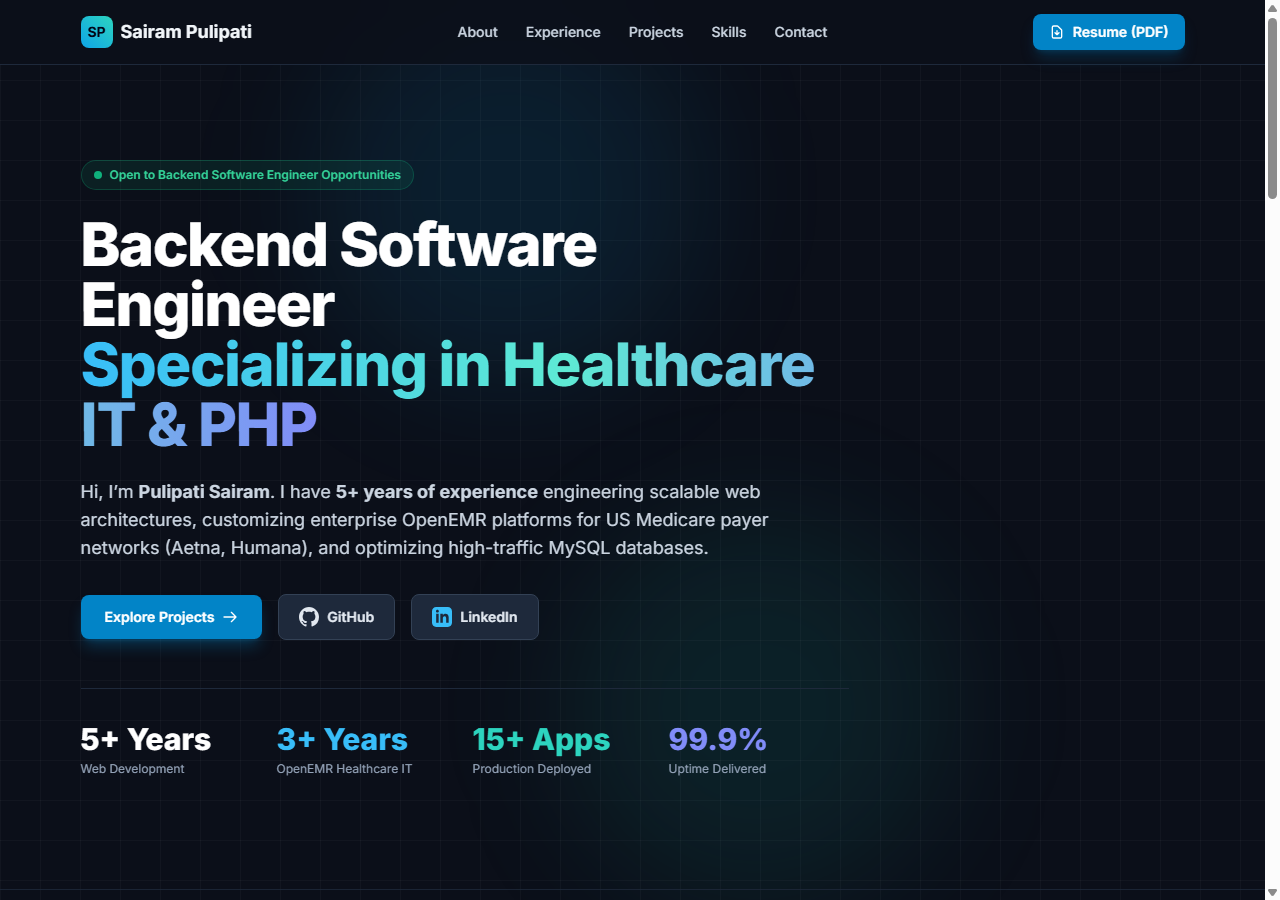 SP Sairam Pulipati
About Experience Projects Skills Contact
Resume (PDF)
Open to Backend Software Engineer Opportunities
Backend Software
Engineer
Specializing in Healthcare
IT & PHP
Hi, I’m Pulipati Sairam. I have 5+ years of experience engineering scalable web
architectures, customizing enterprise OpenEMR platforms for US Medicare payer
networks (Aetna, Humana), and optimizing high-traffic MySQL databases.
Explore Projects → GitHub LinkedIn
5+ Years 3+ Years 15+ Apps 99.9%
Web Development OpenEMR Healthcare IT Production Deployed Uptime Delivered